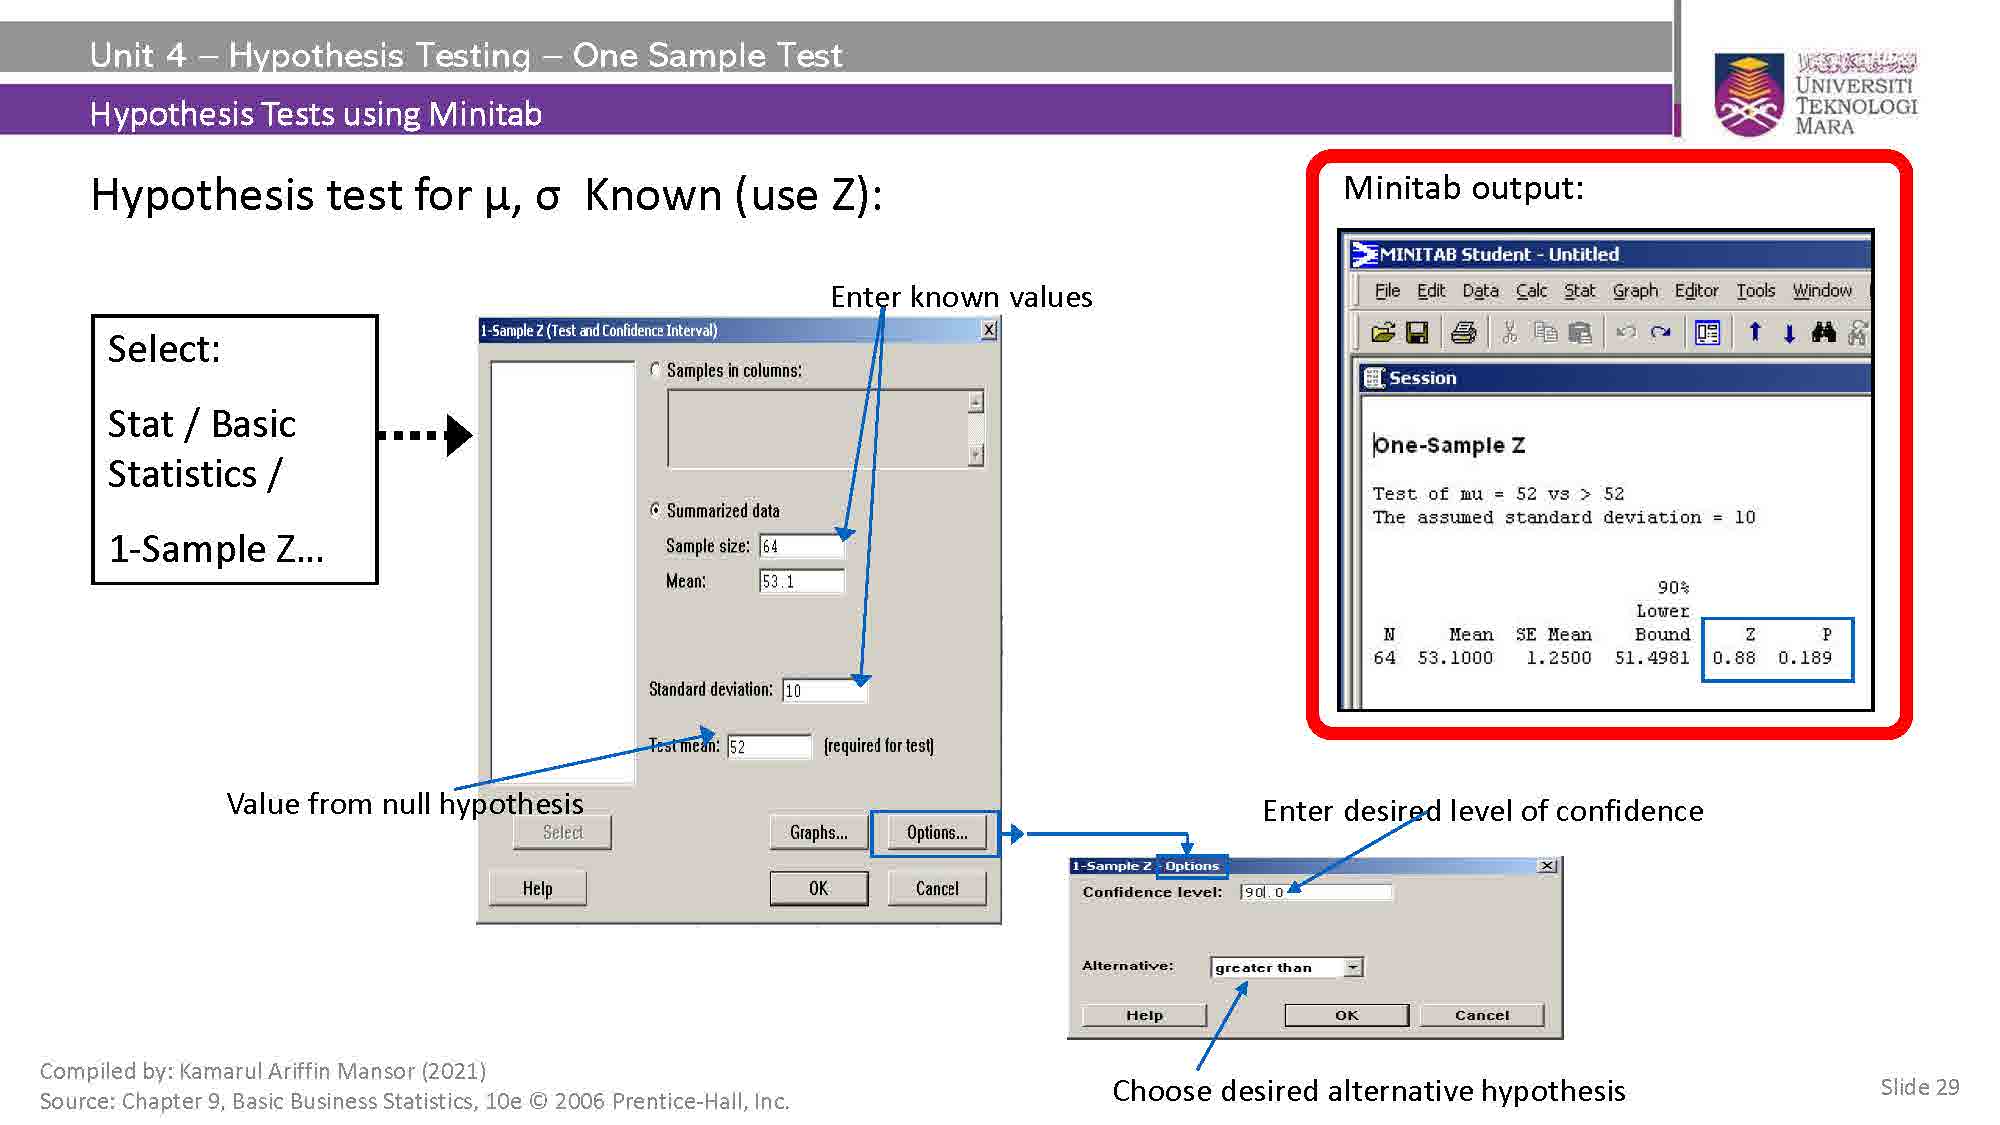 Unit 4 – Hypothesis Testing – One Sample Test
Hypothesis Tests using Minitab
UNIVERSITI
TEKNOLOGI
MARA
Hypothesis test for μ, σ Known (use Z):
Select:
Stat / Basic
Statistics /
1-Sample Z…
Enter known values
1-Sample Z (Test and Confidence Interval)
Samples in columns:
Summarized data
Sample size: 64
Mean: 53.1
Standard deviation: 10
Test mean: 52 (required for test)
Value from null hypothesis
Select
Graphs...
Options...
Help
OK
Cancel
Minitab output:
MINITAB Student - Untitled
File Edit Data Calc Stat Graph Editor Tools Window
Session
One-Sample Z
Test of mu = 52 vs > 52
The assumed standard deviation = 10
90%
Lower
N Mean SE Mean Bound Z P
64 53.1000 1.2500 51.4981 0.88 0.189
Enter desired level of confidence
1-Sample Z - Options
Confidence level: 90.0
Alternative: greater than
Help
OK
Cancel
Choose desired alternative hypothesis
Compiled by: Kamarul Ariffin Mansor (2021)
Source: Chapter 9, Basic Business Statistics, 10e © 2006 Prentice-Hall, Inc.
Slide 29